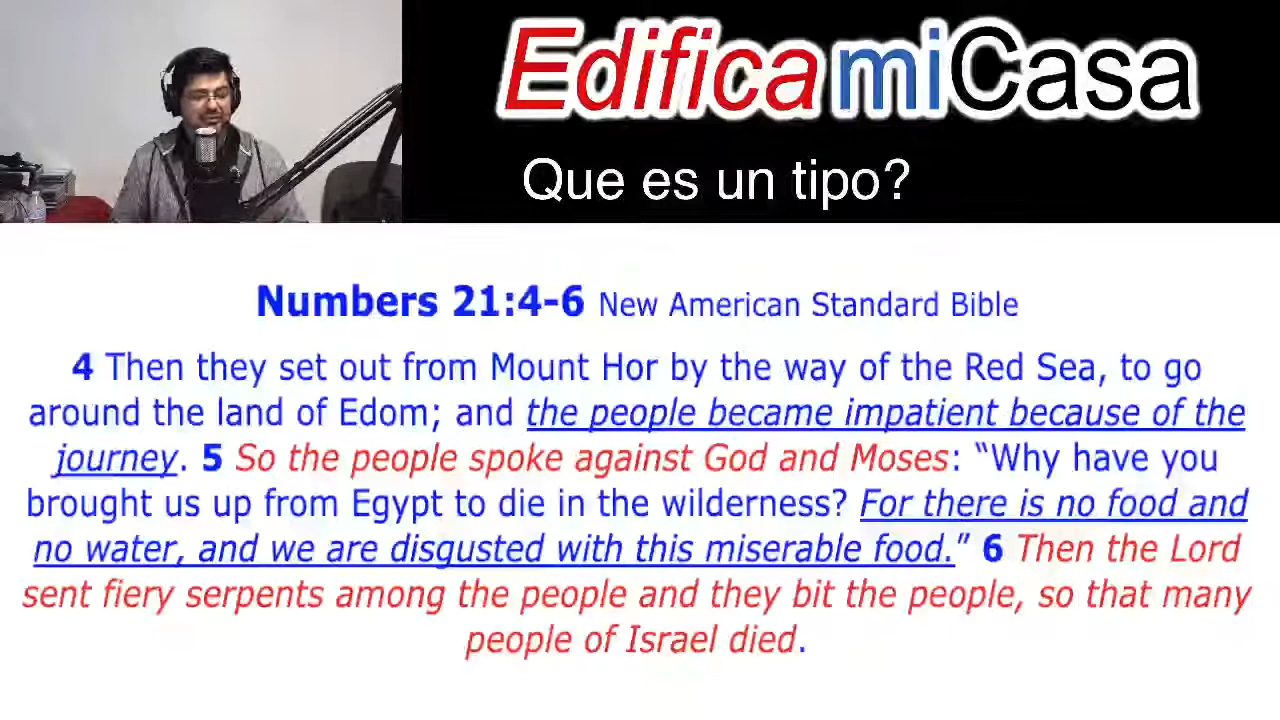 EdificamiCasa
Que es un tipo?
Numbers 21:4-6 New American Standard Bible
4 Then they set out from Mount Hor by the way of the Red Sea, to go
around the land of Edom; and the people became impatient because of the
journey. 5 So the people spoke against God and Moses: “Why have you
brought us up from Egypt to die in the wilderness? For there is no food and
no water, and we are disgusted with this miserable food.” 6 Then the Lord
sent fiery serpents among the people and they bit the people, so that many
people of Israel died.